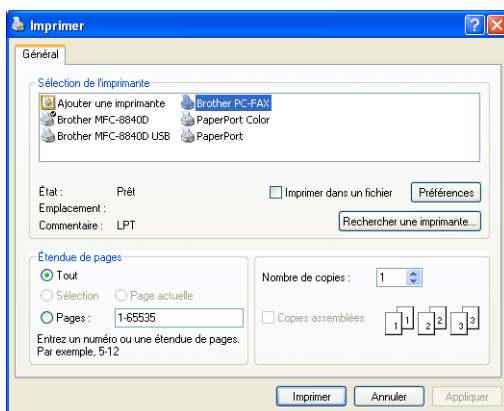 Imprimer
Général
Sélection de l'imprimante
Ajouter une imprimante Brother PC-FAX
Brother MFC-8840D PaperPort Color
Brother MFC-8840D USB PaperPort
État : Prêt
Imprimer dans un fichier Préférences
Emplacement :
Commentaire : LPT
Rechercher une imprimante...
Étendue de pages
Tout
Sélection Page actuelle
Pages : 1-65535
Entrez un numéro ou une étendue de pages.
Par exemple, 5-12
Nombre de copies : 1
Copies assemblées
1 1 2 2 3 3
Imprimer Annuler Appliquer